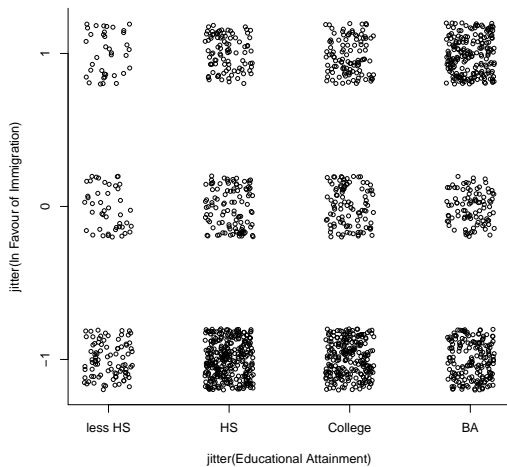 jitter(In Favour of Immigration)
1
0
−1
less HS
HS
College
BA
jitter(Educational Attainment)